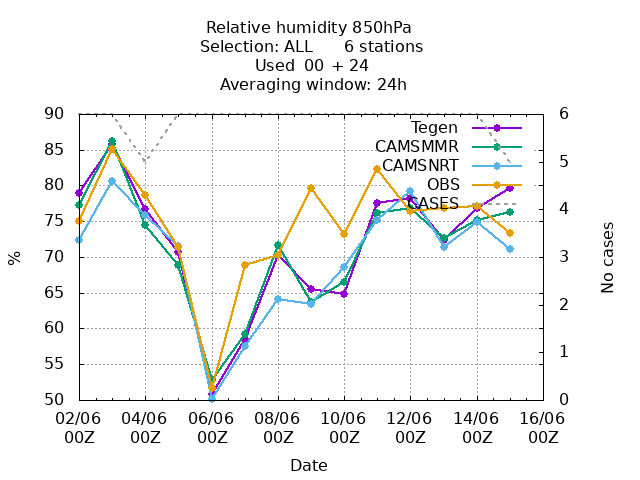 Relative humidity 850hPa
Selection: ALL 6 stations
Used 00 + 24
Averaging window: 24h
90
85
80
75
70
65
60
55
50
%
6
5
4
3
2
1
0
No cases
Tegen
CAMSMMR
CAMSNRT
OBS
CASES
02/06 04/06 06/06 08/06 10/06 12/06 14/06 16/06
00Z 00Z 00Z 00Z 00Z 00Z 00Z 00Z
Date